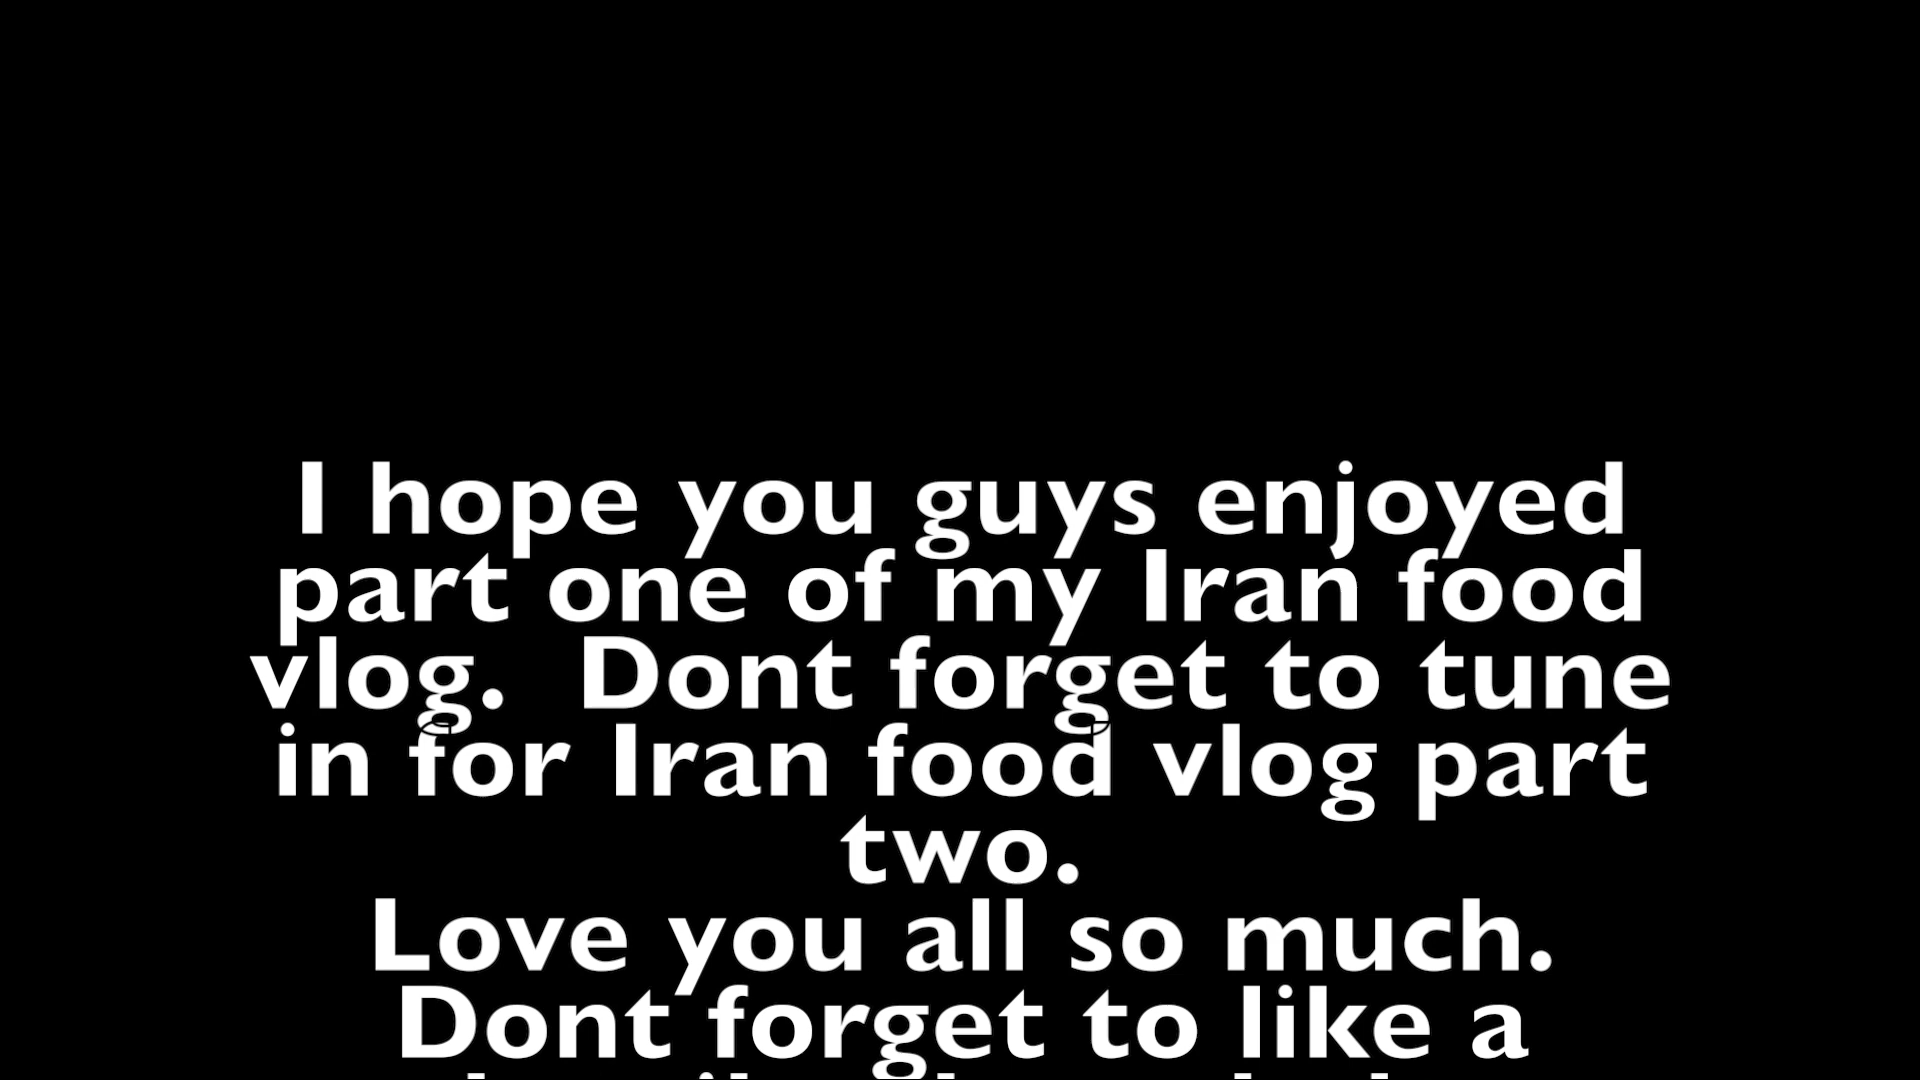 I hope you guys enjoyed
part one of my Iran food
vlog.  Dont forget to tune
in for Iran food vlog part
two.
Love you all so much.
Dont forget to like a